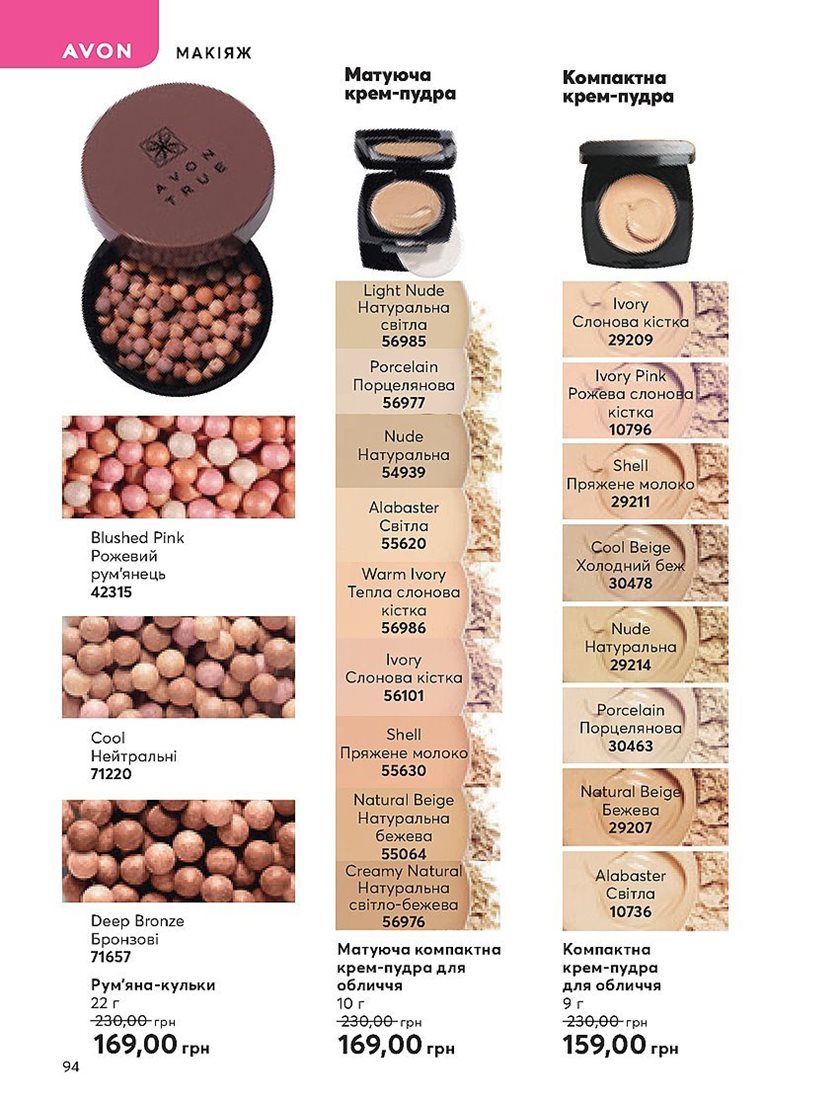 AVON
МАКІЯЖ
AVON
TRUE
Blushed Pink
Рожевий
рум’янець
42315
Cool
Нейтральні
71220
Deep Bronze
Бронзові
71657
Рум’яна-кульки
22 г
230,00 грн
169,00 грн
Матуюча
крем-пудра
Light Nude
Натуральна
світла
56985
Porcelain
Порцелянова
56977
Nude
Натуральна
54939
Alabaster
Світла
55620
Warm Ivory
Тепла слонова
кістка
56986
Ivory
Слонова кістка
56101
Shell
Пряжене молоко
55630
Natural Beige
Натуральна
бежева
55064
Creamy Natural
Натуральна
світло-бежева
56976
Матуюча компактна
крем-пудра для
обличчя
10 г
230,00 грн
169,00 грн
Компактна
крем-пудра
Ivory
Слонова кістка
29209
Ivory Pink
Рожева слонова
кістка
10796
Shell
Пряжене молоко
29211
Cool Beige
Холодний беж
30478
Nude
Натуральна
29214
Porcelain
Порцелянова
30463
Natural Beige
Бежева
29207
Alabaster
Світла
10736
Компактна
крем-пудра
для обличчя
9 г
230,00 грн
159,00 грн
94